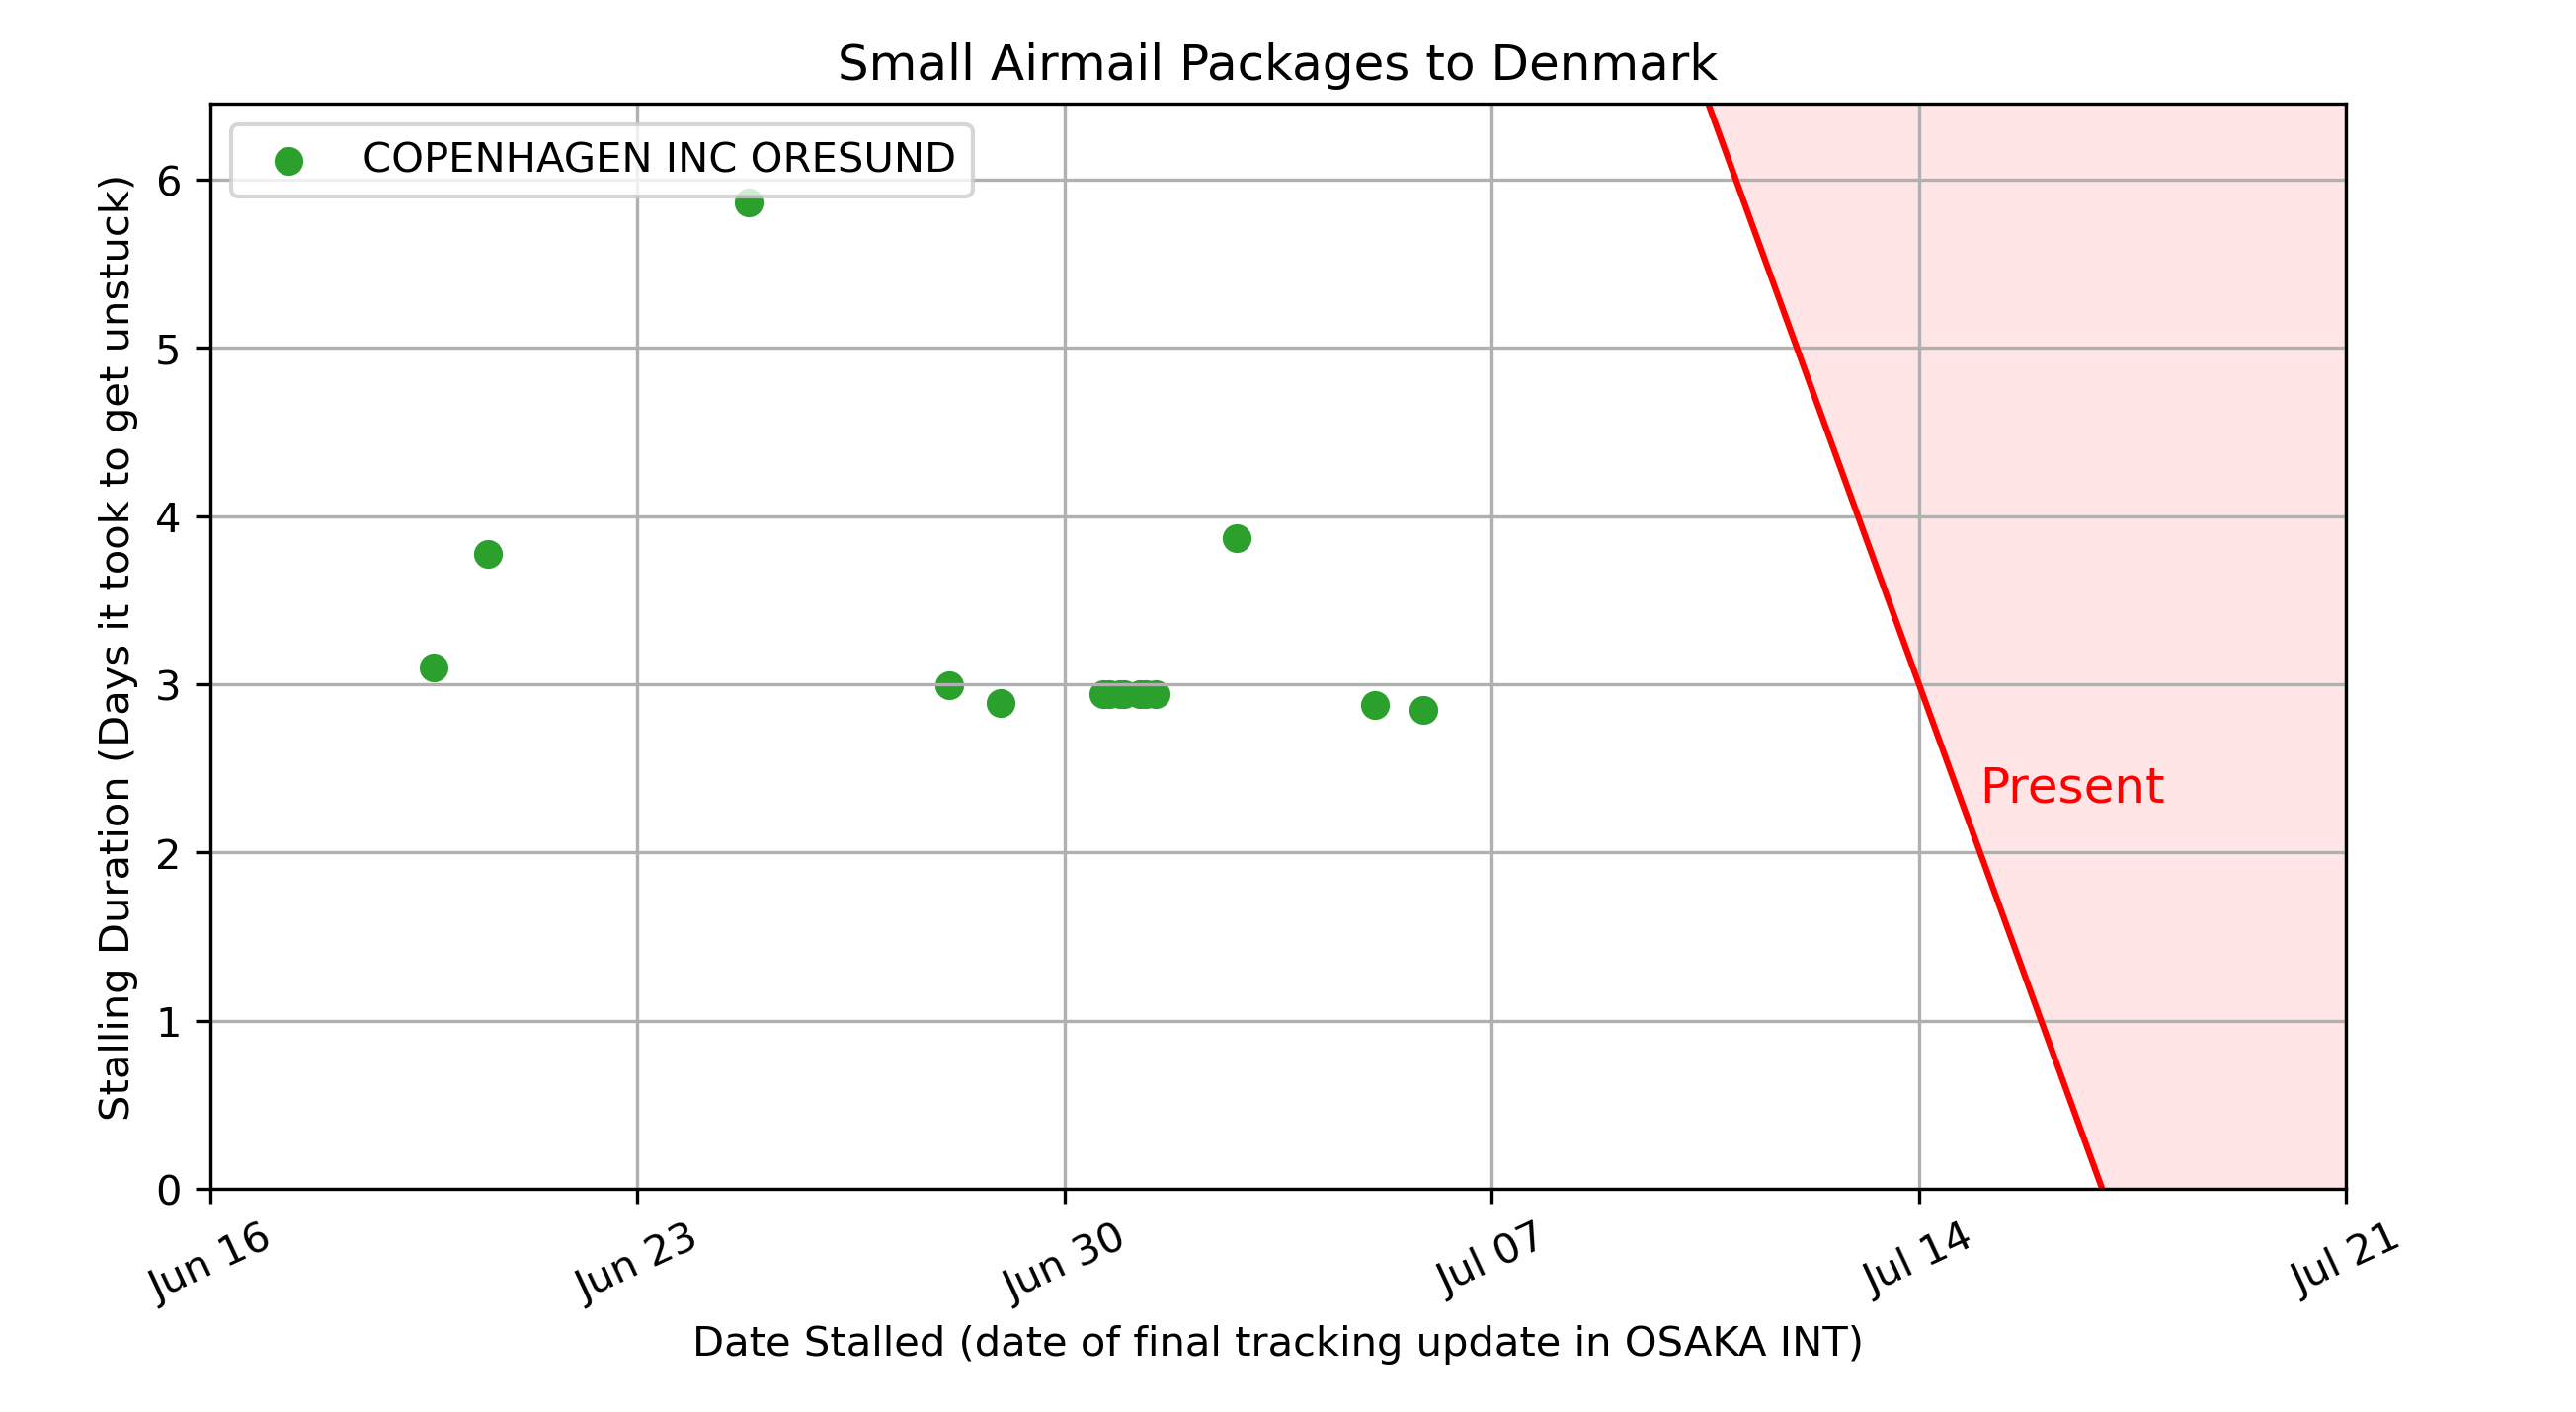 Small Airmail Packages to Denmark
COPENHAGEN INC ORESUND
Stalling Duration (Days it took to get unstuck)
6
5
4
3
2
1
0
Present
Jun 16
Jun 23
Jun 30
Jul 07
Jul 14
Jul 21
Date Stalled (date of final tracking update in OSAKA INT)